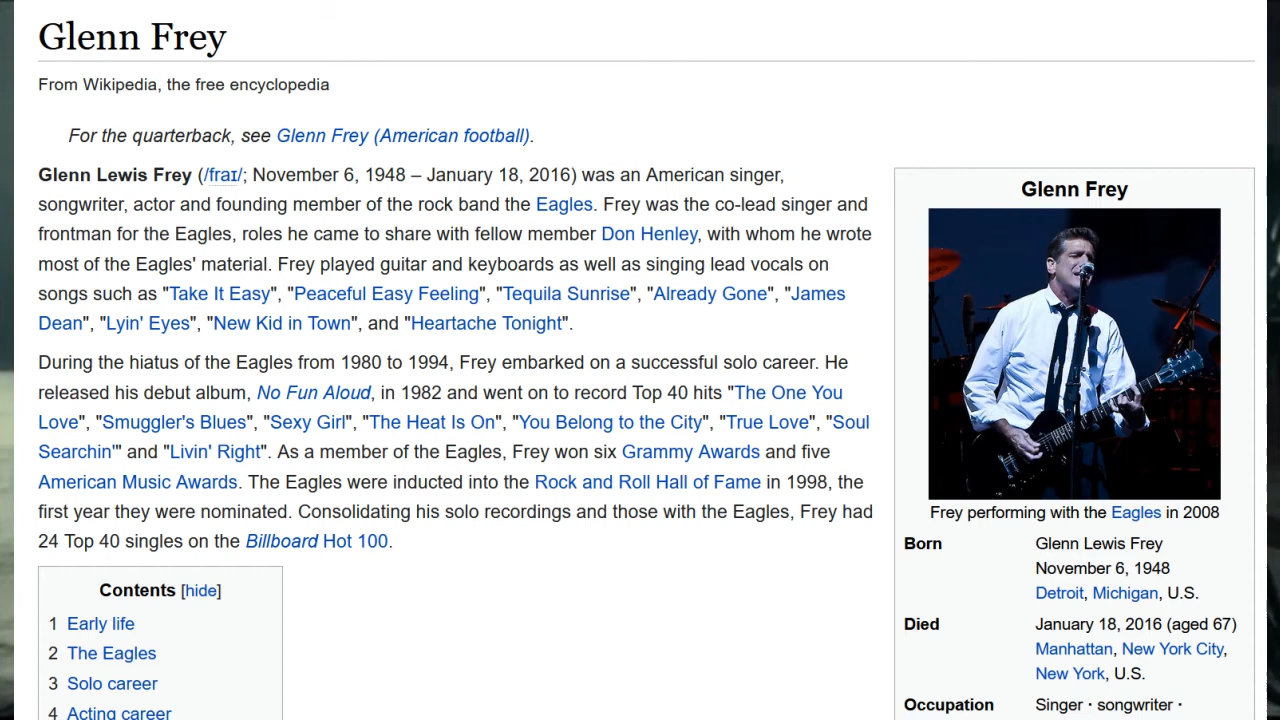 Glenn Frey
From Wikipedia, the free encyclopedia
For the quarterback, see Glenn Frey (American football).
Glenn Lewis Frey (/fraɪ/; November 6, 1948 – January 18, 2016) was an American singer,
songwriter, actor and founding member of the rock band the Eagles. Frey was the co-lead singer and
frontman for the Eagles, roles he came to share with fellow member Don Henley, with whom he wrote
most of the Eagles' material. Frey played guitar and keyboards as well as singing lead vocals on
songs such as "Take It Easy", "Peaceful Easy Feeling", "Tequila Sunrise", "Already Gone", "James
Dean", "Lyin' Eyes", "New Kid in Town", and "Heartache Tonight".
During the hiatus of the Eagles from 1980 to 1994, Frey embarked on a successful solo career. He
released his debut album, No Fun Aloud, in 1982 and went on to record Top 40 hits "The One You
Love", "Smuggler's Blues", "Sexy Girl", "The Heat Is On", "You Belong to the City", "True Love", "Soul
Searchin'" and "Livin' Right". As a member of the Eagles, Frey won six Grammy Awards and five
American Music Awards. The Eagles were inducted into the Rock and Roll Hall of Fame in 1998, the
first year they were nominated. Consolidating his solo recordings and those with the Eagles, Frey had
24 Top 40 singles on the Billboard Hot 100.
Contents [hide]
1 Early life
2 The Eagles
3 Solo career
4 Acting career
Glenn Frey
Frey performing with the Eagles in 2008
Born Glenn Lewis Frey
November 6, 1948
Detroit, Michigan, U.S.
Died January 18, 2016 (aged 67)
Manhattan, New York City,
New York, U.S.
Occupation Singer · songwriter ·